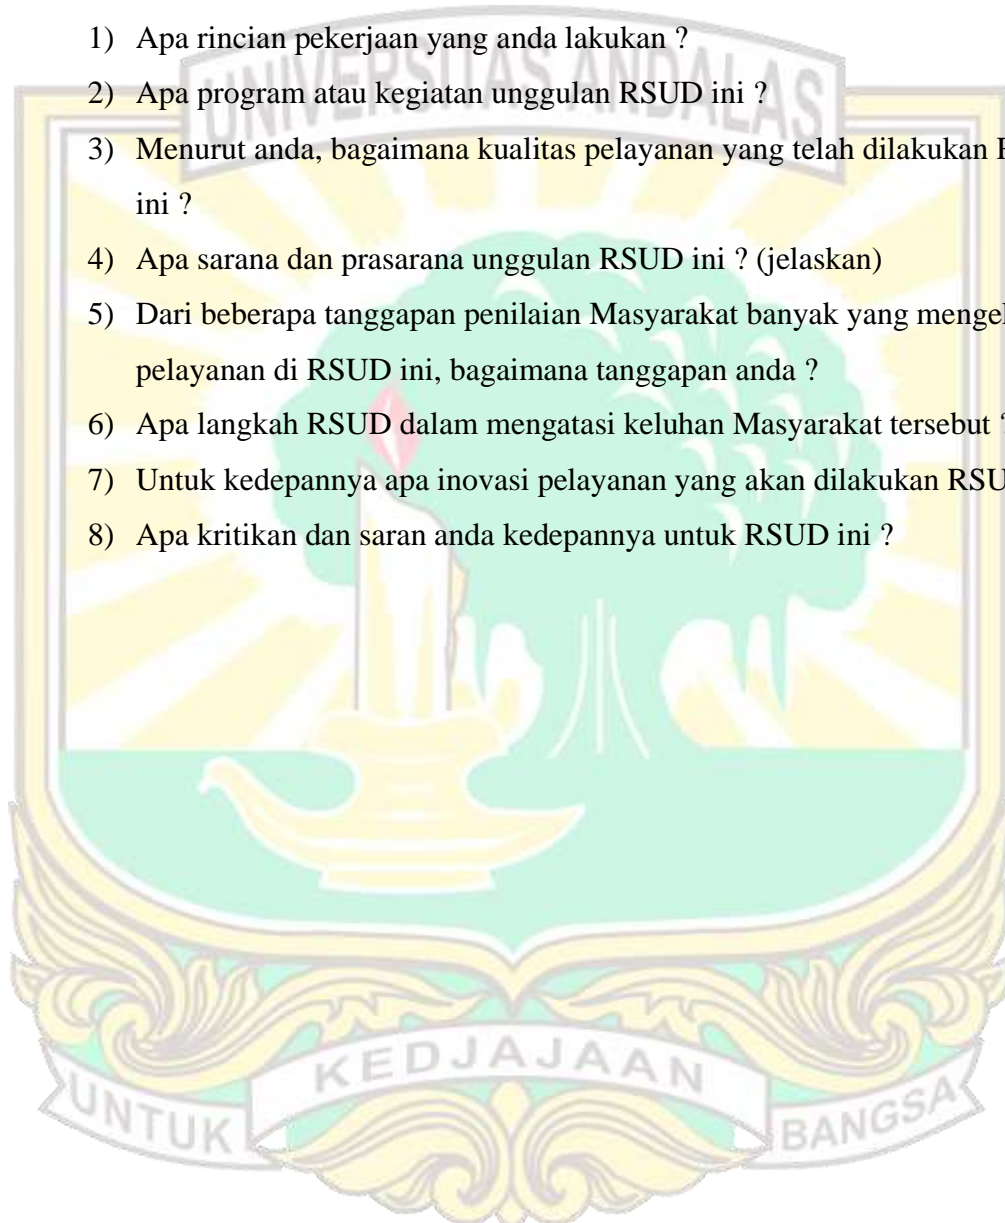 UNIVERSITAS ANDALAS
1) Apa rincian pekerjaan yang anda lakukan ?
2) Apa program atau kegiatan unggulan RSUD ini ?
3) Menurut anda, bagaimana kualitas pelayanan yang telah dilakukan
ini ?
4) Apa sarana dan prasarana unggulan RSUD ini ? (jelaskan)
5) Dari beberapa tanggapan penilaian Masyarakat banyak yang
pelayanan di RSUD ini, bagaimana tanggapan anda ?
6) Apa langkah RSUD dalam mengatasi keluhan Masyarakat tersebut
7) Untuk kedepannya apa inovasi pelayanan yang akan dilakukan
8) Apa kritikan dan saran anda kedepannya untuk RSUD ini ?
UNTUK KEDJAJAAN BANGSA